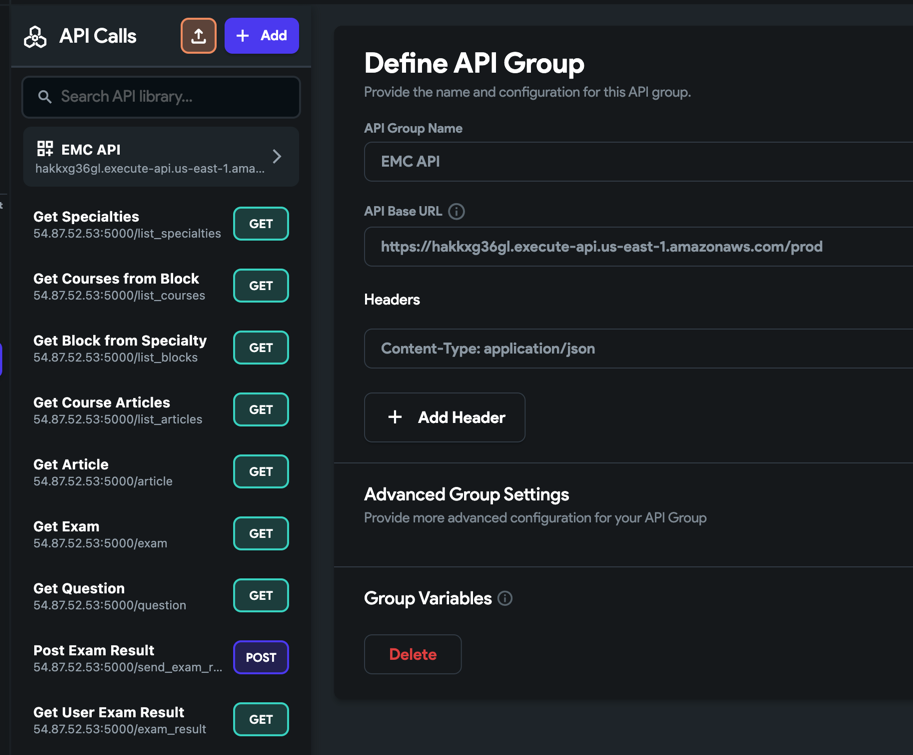 API Calls
Add
Search API library...
EMC API
hakkxg36gl.execute-api.us-east-1.ama...
Get Specialties
54.87.52.53:5000/list_specialties
GET
Get Courses from Block
54.87.52.53:5000/list_courses
GET
Get Block from Specialty
54.87.52.53:5000/list_blocks
GET
Get Course Articles
54.87.52.53:5000/list_articles
GET
Get Article
54.87.52.53:5000/article
GET
Get Exam
54.87.52.53:5000/exam
GET
Get Question
54.87.52.53:5000/question
GET
Post Exam Result
54.87.52.53:5000/send_exam_r...
POST
Get User Exam Result
54.87.52.53:5000/exam_result
GET
Define API Group
Provide the name and configuration for this API group.
API Group Name
EMC API
API Base URL
https://hakkxg36gl.execute-api.us-east-1.amazonaws.com/prod
Headers
Content-Type: application/json
Add Header
Advanced Group Settings
Provide more advanced configuration for your API Group
Group Variables
Delete